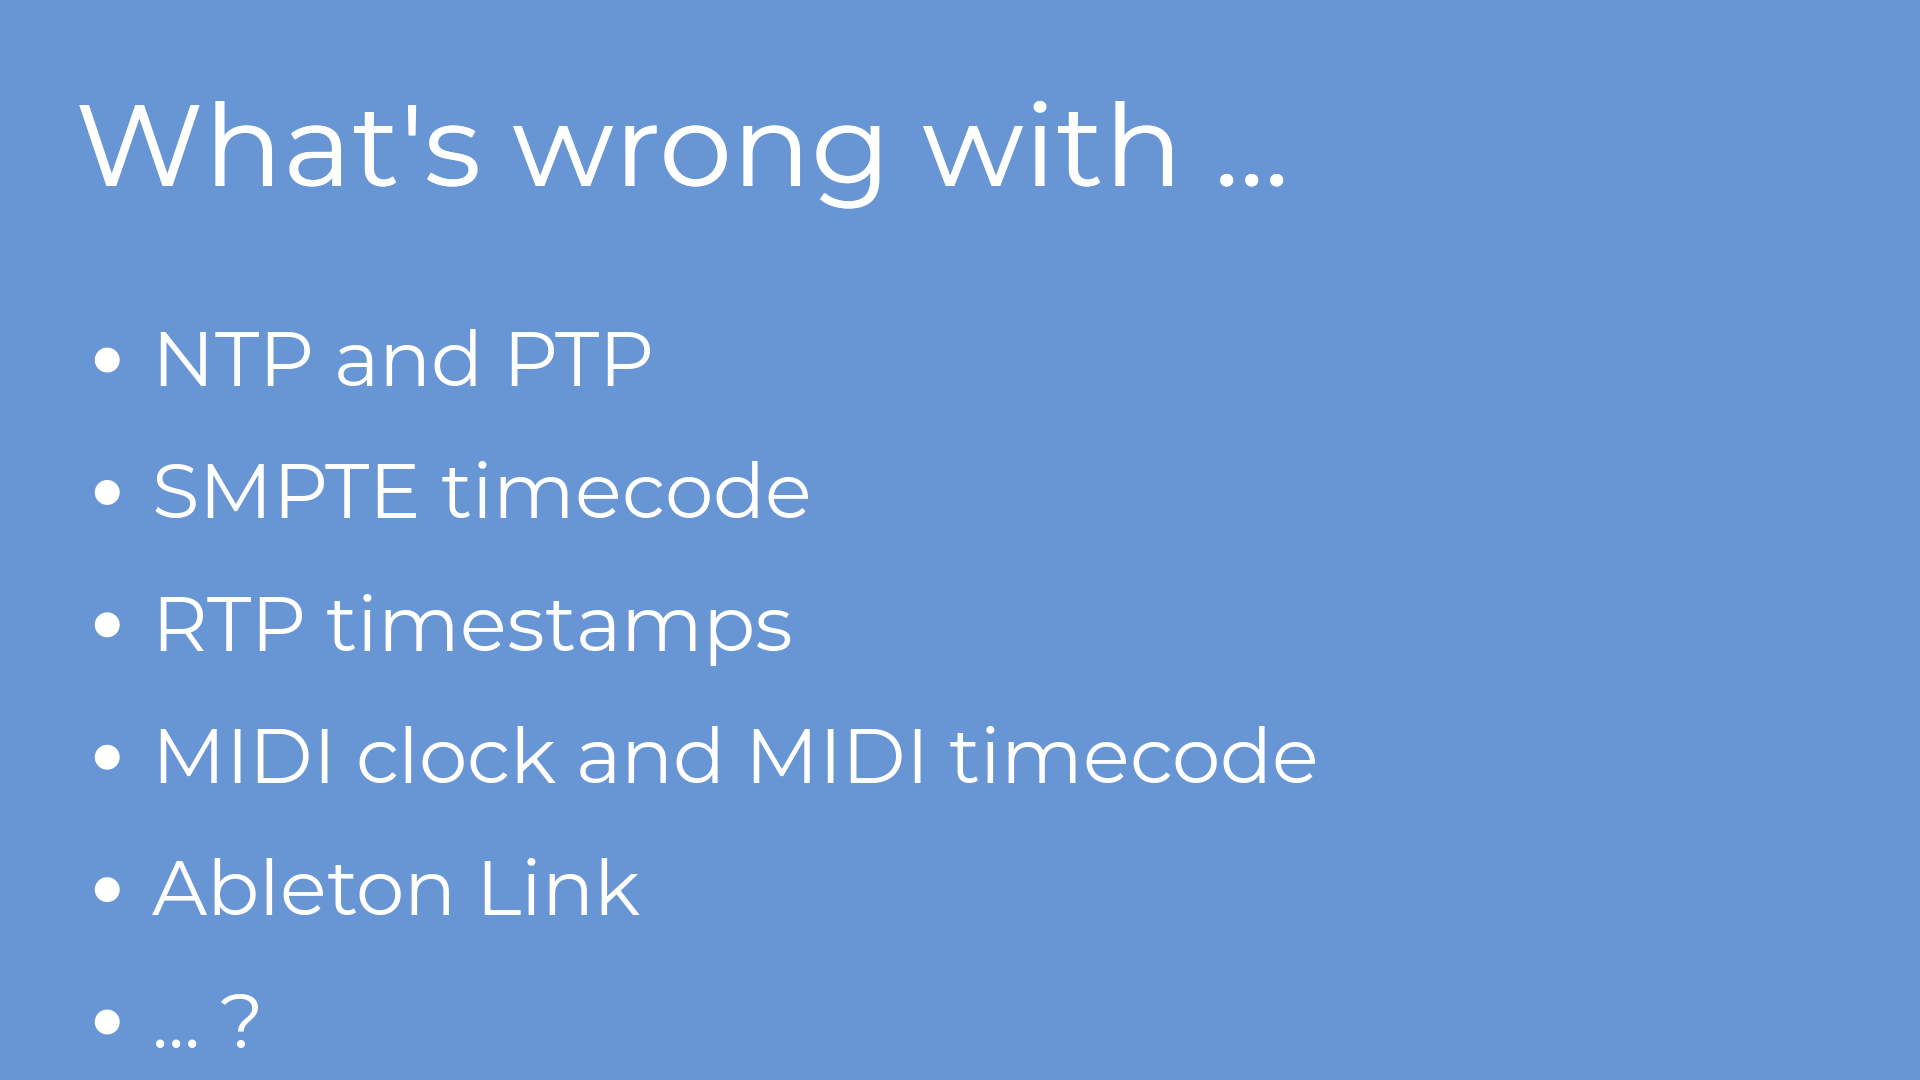 What's wrong with ...
• NTP and PTP
• SMPTE timecode
• RTP timestamps
• MIDI clock and MIDI timecode
• Ableton Link
• ... ?